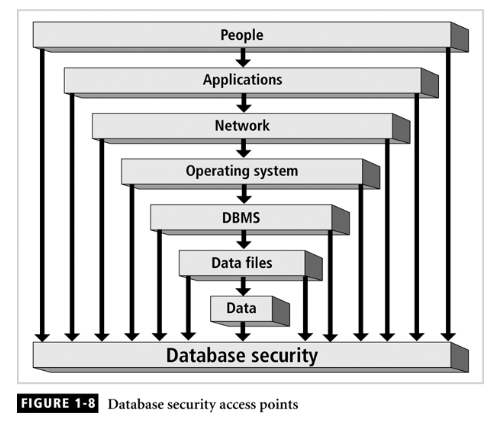 People
Applications
Network
Operating system
DBMS
Data files
Data
Database security
FIGURE 1-8 Database security access points